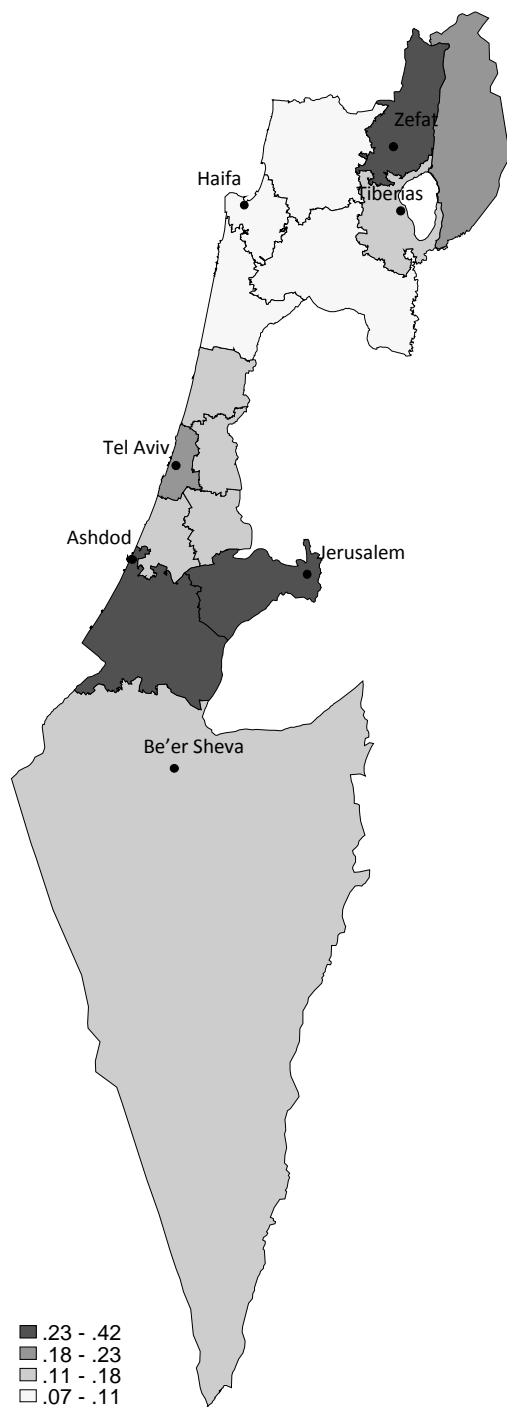 Zefat
Haifa
Tiberias
Tel Aviv
Ashdod
Jerusalem
Be’er Sheva
.23 - .42
.18 - .23
.11 - .18
.07 - .11